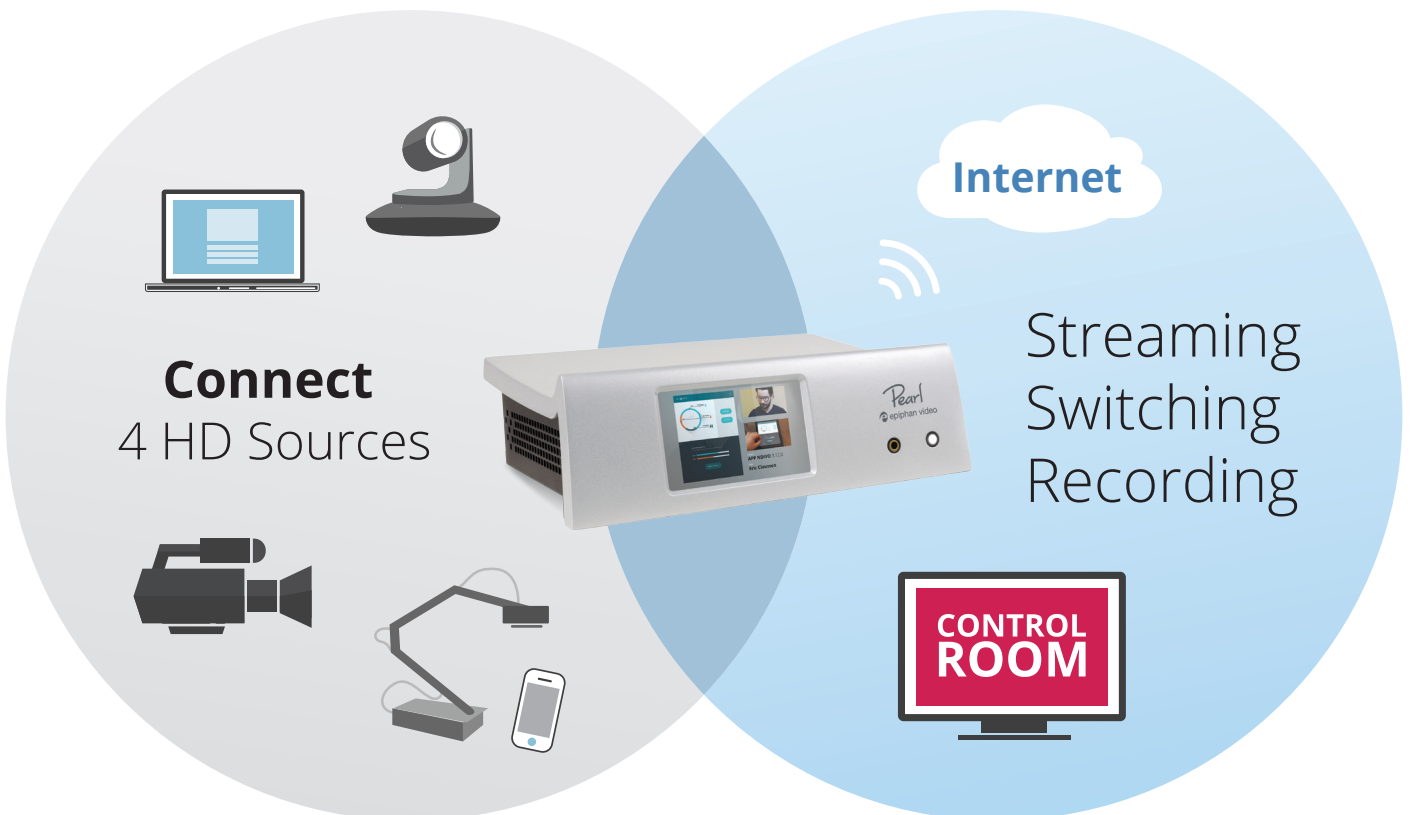 Internet
Connect
4 HD Sources
Streaming
Switching
Recording
Pearl
epiphan video
CONTROL
ROOM